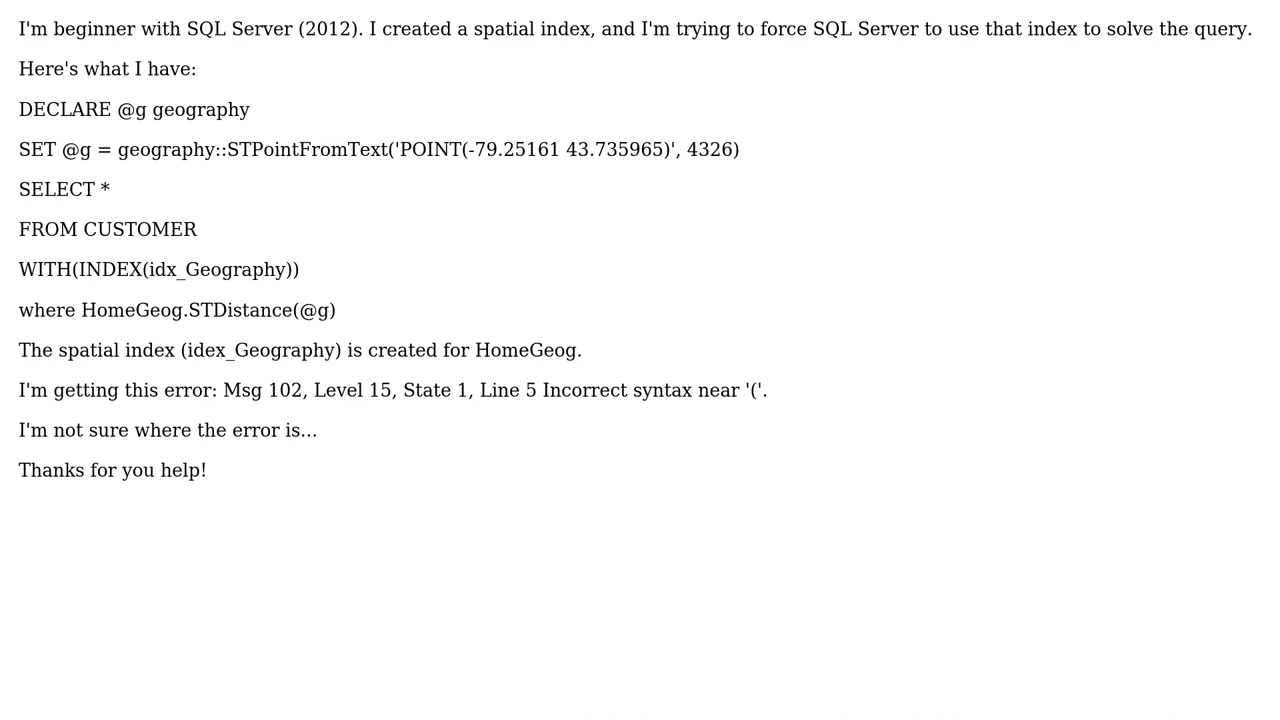 I'm beginner with SQL Server (2012). I created a spatial index, and I'm trying to force SQL Server to use that index to solve the query.
Here's what I have:
DECLARE @g geography
SET @g = geography::STPointFromText('POINT(-79.25161 43.735965)', 4326)
SELECT *
FROM CUSTOMER
WITH(INDEX(idx_Geography))
where HomeGeog.STDistance(@g)
The spatial index (idex_Geography) is created for HomeGeog.
I'm getting this error: Msg 102, Level 15, State 1, Line 5 Incorrect syntax near '('.
I'm not sure where the error is...
Thanks for you help!